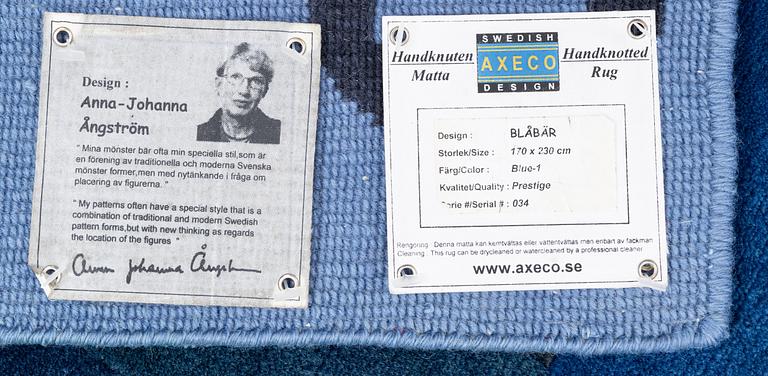 Design :
Anna-Johanna
Ångström
" Mina mönster bär ofta min speciella stil,som är
en förening av traditionella och moderna Svenska
mönster former,men med nytänkande i fråga om
placering av figurerna. "
"My patterns often have a special style that is a
combination of traditional and modern Swedish
pattern forms,but with new thinking as regards
the location of the figures "
Anna Johanna Ångström
Handknuten
Matta
SWEDISH
AXECO
DESIGN
Handknotted
Rug
Design : BLÅBÄR
Storlek/Size : 170 x 230 cm
Färg/Color : Blue-1
Kvalitet/Quality : Prestige
Serie #/Serial # : 034
Rengöring : Denna matta kan kemtvättas eller vattentvättas men enbart av fackman
Cleaning : This rug can be drycleaned or watercleaned by a professional cleaner
www.axeco.se